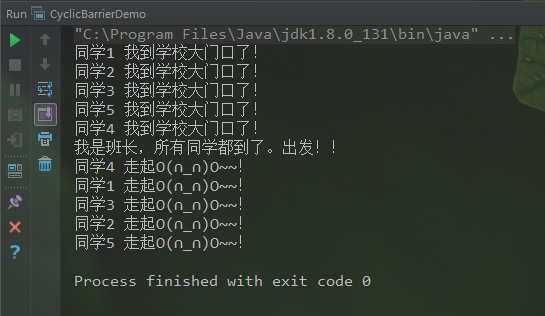 Run CyclicBarrierDemo
"C:\Program Files\Java\jdk1.8.0_131\bin\java" ...
同学1 我到学校大门口了!
同学2 我到学校大门口了!
同学3 我到学校大门口了!
同学5 我到学校大门口了!
同学4 我到学校大门口了!
我是班长，所有同学都到了。出发！！
同学4 走起O(∩_∩)O~~!
同学1 走起O(∩_∩)O~~!
同学3 走起O(∩_∩)O~~!
同学2 走起O(∩_∩)O~~!
同学5 走起O(∩_∩)O~~!
Process finished with exit code 0